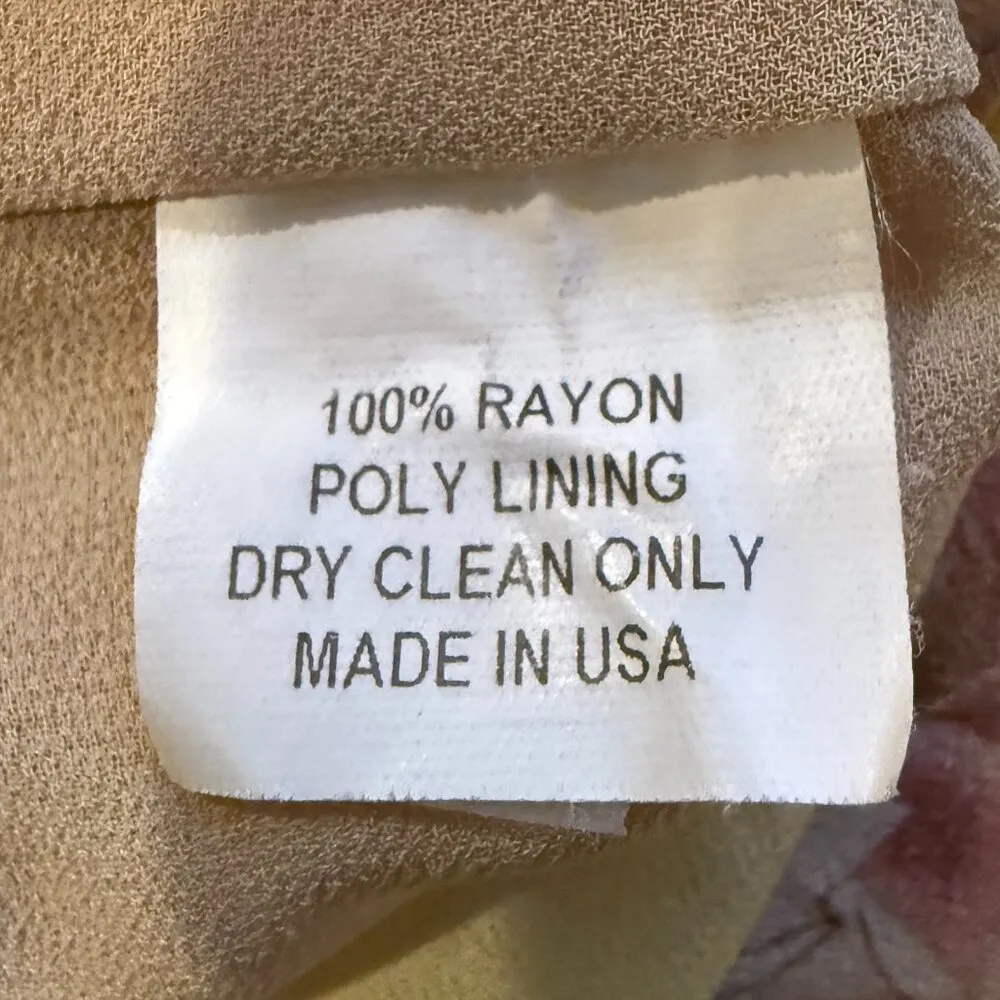 100% RAYON
POLY LINING
DRY CLEAN ONLY
MADE IN USA